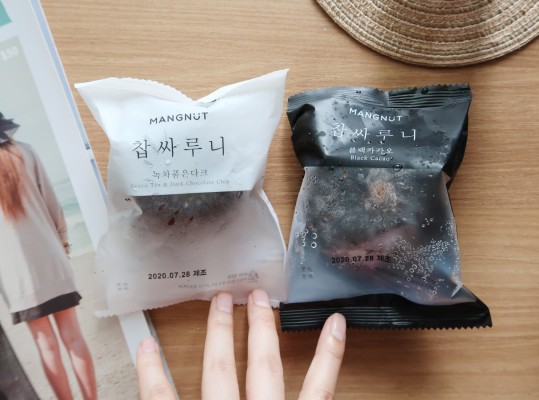 150
MANGNUT
찹싸루니
녹차품은다크
Green Tea & Dark Chocolate Chip
2020.07.28 제조
MANGNUT
찹싸루니
블랙카카오
Black Cacao
2020.07.28 제조